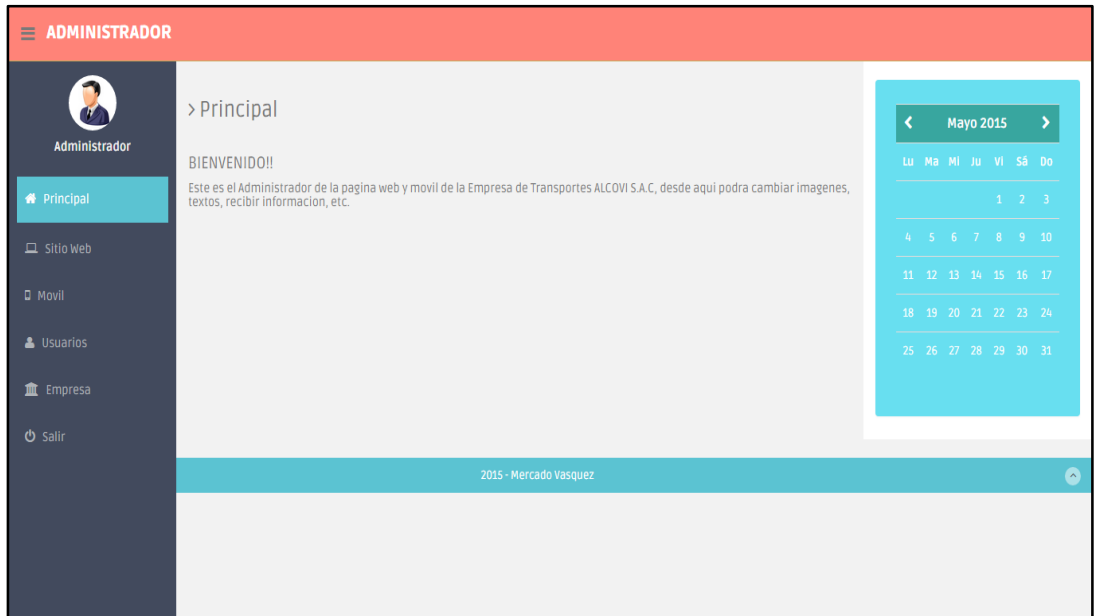 ADMINISTRADOR
Administrador
Principal
Sitio Web
Movil
Usuarios
Empresa
Salir
> Principal
BIENVENIDO!!
Este es el Administrador de la pagina web y movil de la Empresa de Transportes ALCOVI S.A.C, desde aqui podra cambiar imagenes,
textos, recibir informacion, etc.
Mayo 2015
Lu Ma Mi Ju Vi Sá Do
1 2 3
4 5 6 7 8 9 10
11 12 13 14 15 16 17
18 19 20 21 22 23 24
25 26 27 28 29 30 31
2015 - Mercado Vasquez